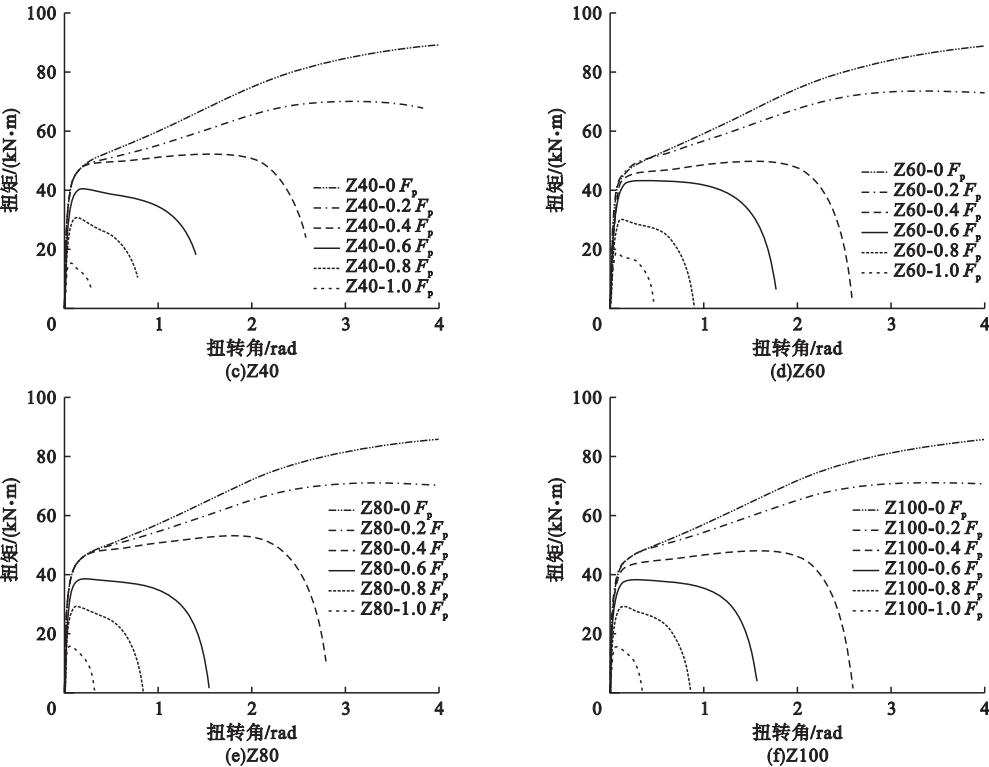 100
80
60
40
20
0
1
2
3
4
扭矩/(kN•m)
Z40-0 Fp
Z40-0.2 Fp
Z40-0.4 Fp
Z40-0.6 Fp
Z40-0.8 Fp
Z40-1.0 Fp
扭转角/rad
(c)Z40
100
80
60
40
20
0
1
2
3
4
扭矩/(kN•m)
Z60-0 Fp
Z60-0.2 Fp
Z60-0.4 Fp
Z60-0.6 Fp
Z60-0.8 Fp
Z60-1.0 Fp
扭转角/rad
(d)Z60
100
80
60
40
20
0
1
2
3
4
扭矩/(kN•m)
Z80-0 Fp
Z80-0.2 Fp
Z80-0.4 Fp
Z80-0.6 Fp
Z80-0.8 Fp
Z80-1.0 Fp
扭转角/rad
(e)Z80
100
80
60
40
20
0
1
2
3
4
扭矩/(kN•m)
Z100-0 Fp
Z100-0.2 Fp
Z100-0.4 Fp
Z100-0.6 Fp
Z100-0.8 Fp
Z100-1.0 Fp
扭转角/rad
(f)Z100